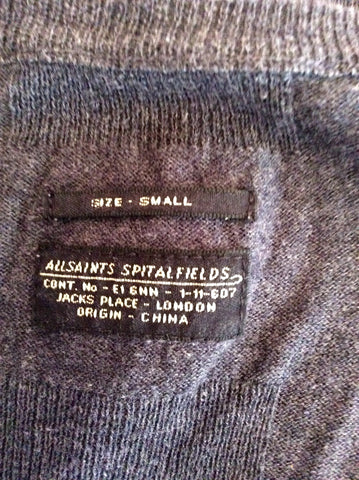 SIZE - SMALL
ALLSAINTS SPITALFIELDS
CONT. No - E1 6NN - 1-11-607
JACKS PLACE - LONDON
ORIGIN - CHINA